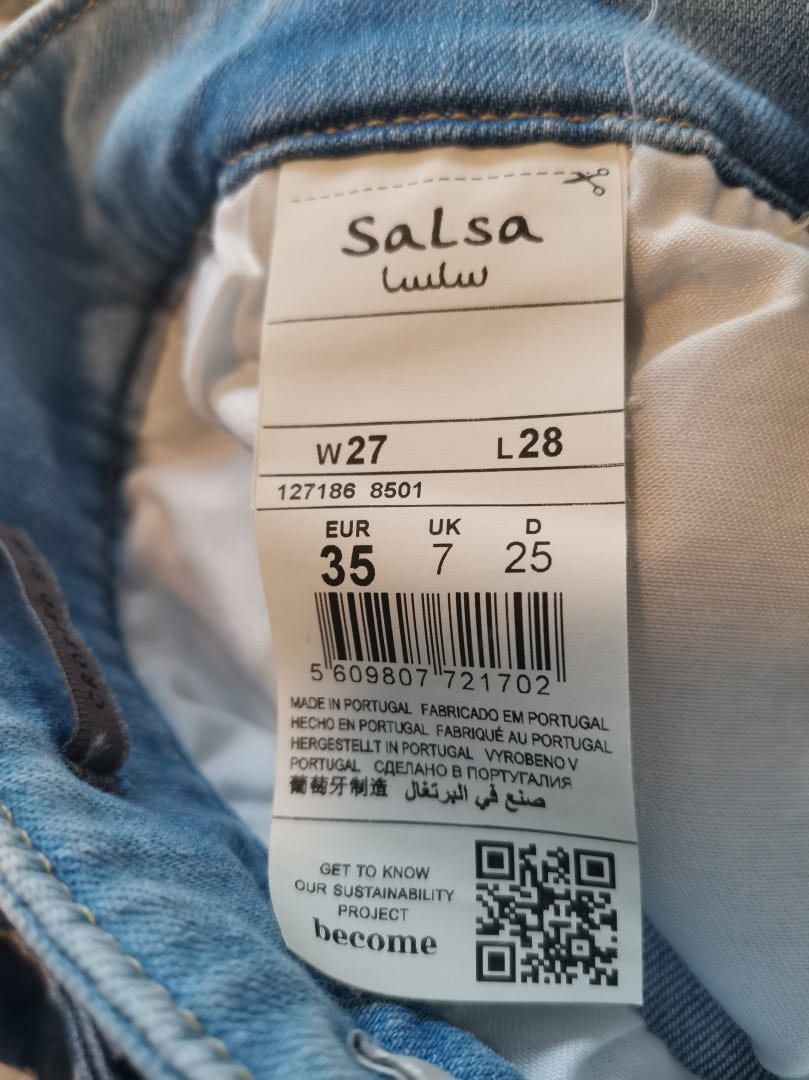 Salsa
سلسا
W27 L28
127186 8501
EUR UK D
35 7 25
5 609807 721702
MADE IN PORTUGAL FABRICADO EM PORTUGAL
HECHO EN PORTUGAL FABRIQUÉ AU PORTUGAL
HERGESTELLT IN PORTUGAL VYROBENO V
PORTUGAL СДЕЛАНО В ПОРТУГАЛИЯ
葡萄牙制造 صنع في البرتغال
GET TO KNOW
OUR SUSTAINABILITY
PROJECT
become